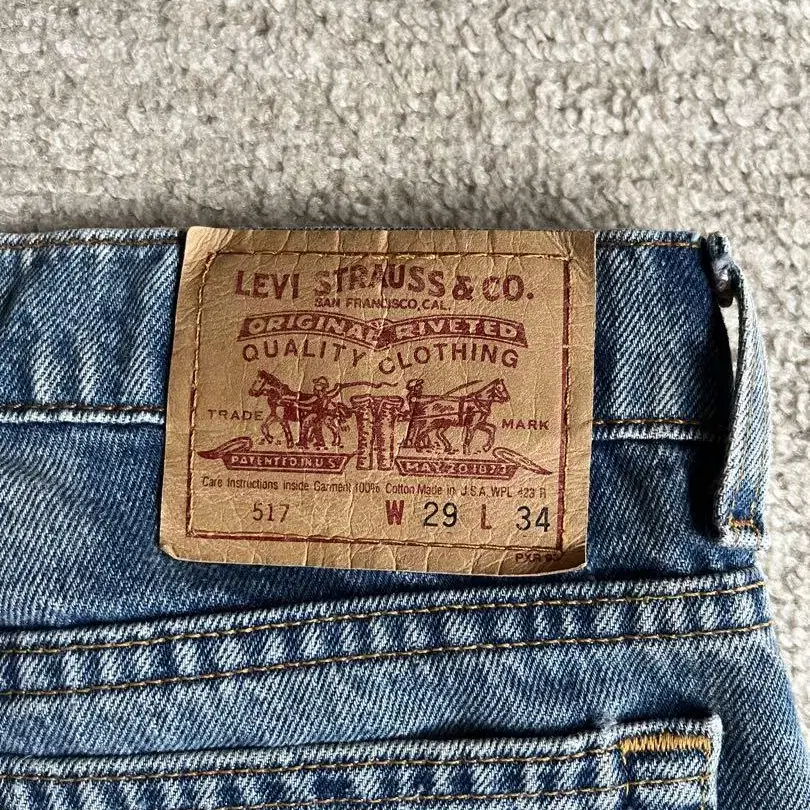 LEVI STRAUSS & CO.
SAN FRANCISCO, CAL.
ORIGINAL RIVETED
QUALITY CLOTHING
TRADE MARK
PATENTED IN U.S. MAY 20 1873
Care Instructions Inside Garment 100% Cotton Made in U.S.A. WPL 423 R
517 W 29 L 34